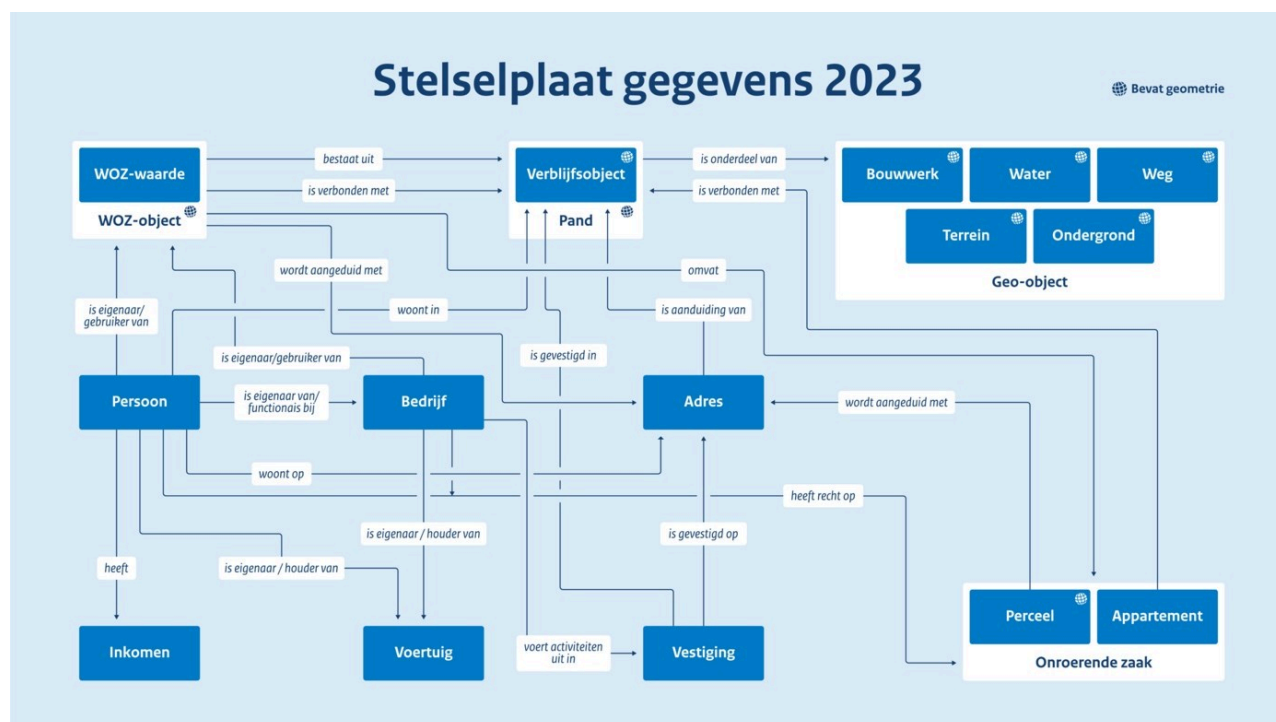 Stelselplaat gegevens 2023
Bevat geometrie
WOZ-waarde
WOZ-object
bestaat uit
is verbonden met
Verblijfsobject
Pand
is onderdeel van
is verbonden met
Bouwwerk
Water
Weg
Terrein
Ondergrond
Geo-object
wordt aangeduid met
omvat
is eigenaar/
gebruiker van
woont in
is aanduiding van
is eigenaar/gebruiker van
is gevestigd in
Persoon
is eigenaar van/
functionais bij
Bedrijf
Adres
wordt aangeduid met
woont op
heeft recht op
is eigenaar / houder van
is gevestigd op
heeft
is eigenaar / houder van
Inkomen
Voertuig
voert activiteiten
uit in
Vestiging
Perceel
Appartement
Onroerende zaak